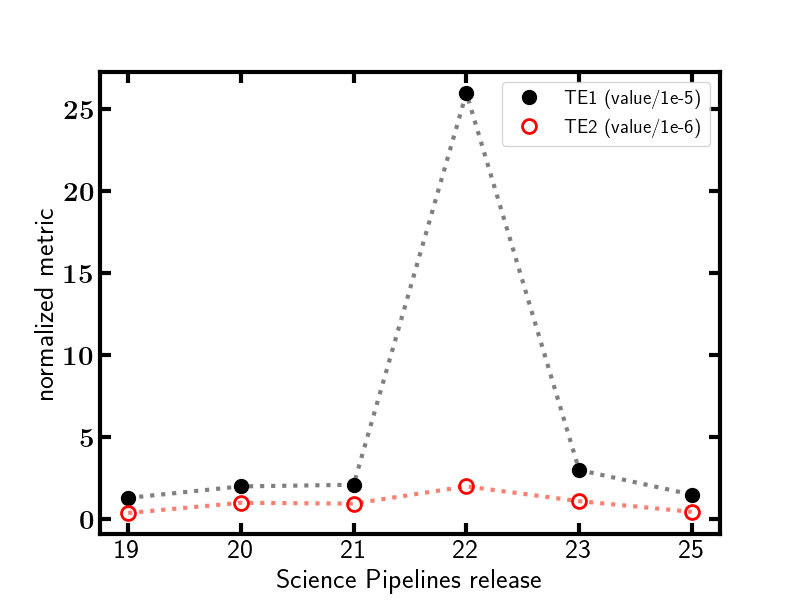 TE1 (value/1e-5)
TE2 (value/1e-6)
25
20
15
10
5
0
normalized metric
19 20 21 22 23 25
Science Pipelines release